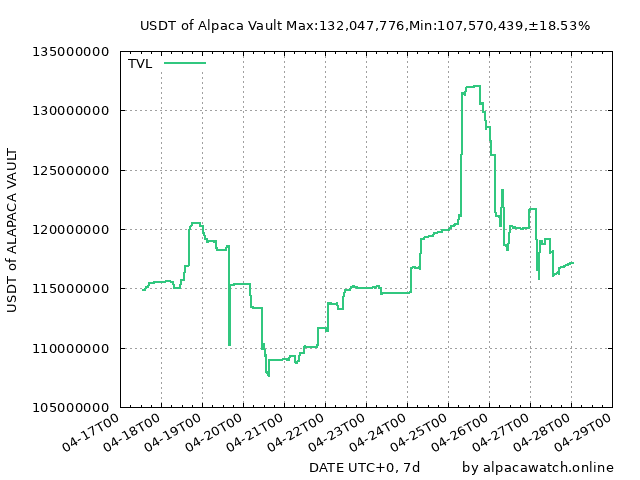 USDT of Alpaca Vault Max:132,047,776,Min:107,570,439,±18.53%
TVL
135000000
130000000
125000000
120000000
115000000
110000000
105000000
USDT of ALAPACA VAULT
04-17T00
04-18T00
04-19T00
04-20T00
04-21T00
04-22T00
04-23T00
04-24T00
04-25T00
04-26T00
04-27T00
04-28T00
04-29T00
DATE UTC+0, 7d
by alpacawatch.online